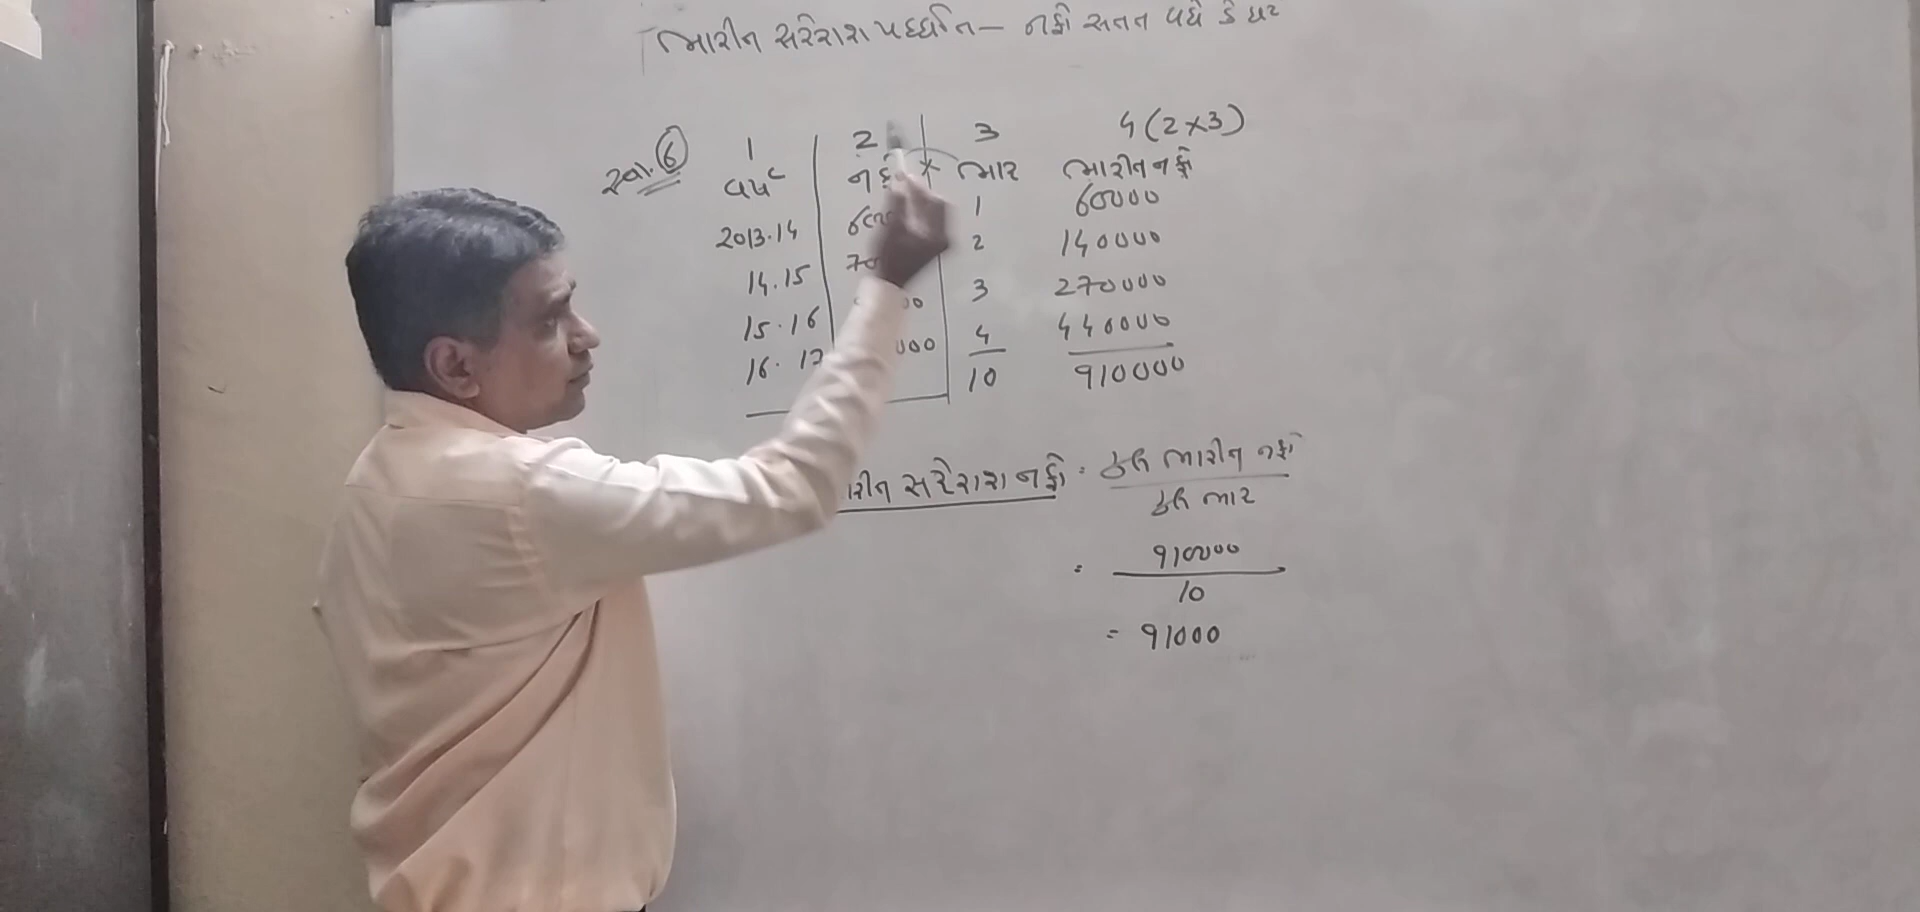 ભારીત સરેરાશ પધ્ધતિ – નફો સતત વધે કે ઘટે
સ્વા. 6 1 2 3 4 (2×3)
વર્ષ × ભાર ભારીત નફો
2013.14 1 60000
14.15 2 140000
15.16 3 270000
16.17 000 4 440000
10 910000
સરેરાશ નફો = કુલ ભારીત નફો
કુલ ભાર
= 910000
10
= 91000